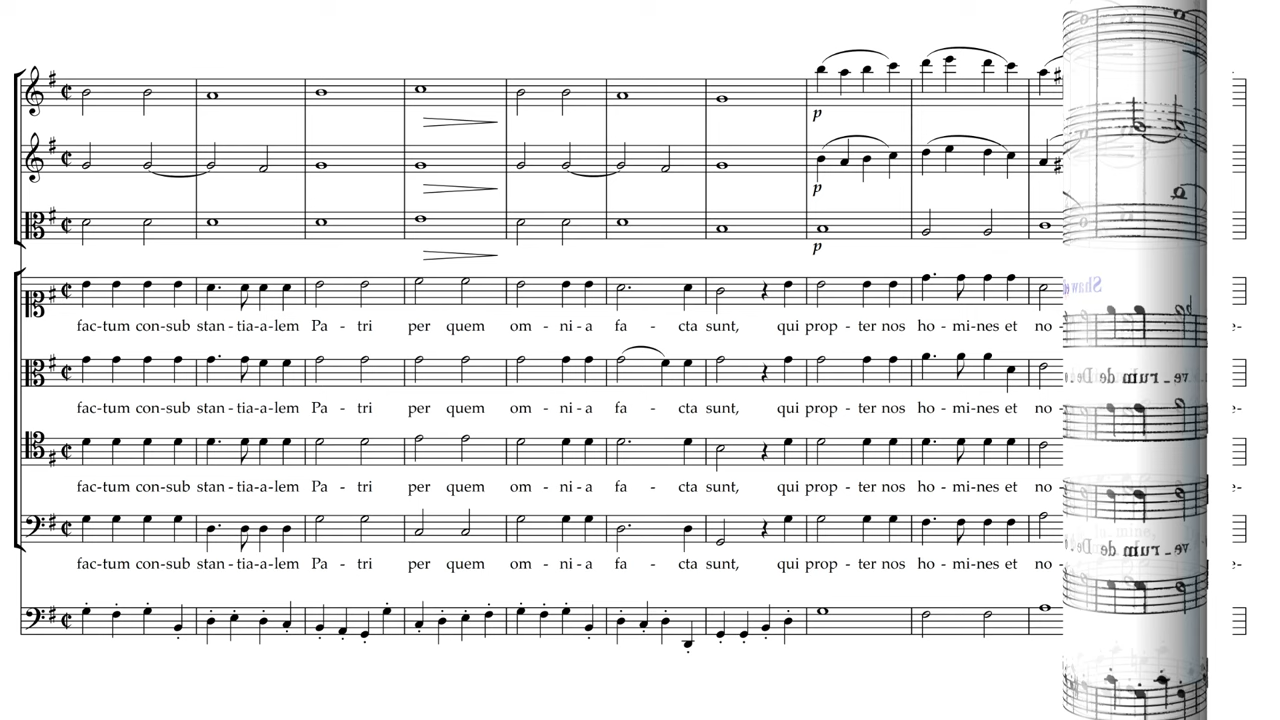 p
p
p
fac-tum con-sub stan-tia-a-lem Pa - tri per quem om - ni - a fa - cta sunt, qui prop - ter nos ho - mi-nes et no - e-
fac-tum con-sub stan-tia-a-lem Pa - tri per quem om - ni - a fa - cta sunt, qui prop - ter nos ho - mi-nes et no - e-
fac-tum con-sub stan-tia-a-lem Pa - tri per quem om - ni - a fa - cta sunt, qui prop - ter nos ho - mi-nes et no - e-
fac-tum con-sub stan-tia-a-lem Pa - tri per quem om - ni - a fa - cta sunt, qui prop - ter nos ho - mi-nes et no - e-